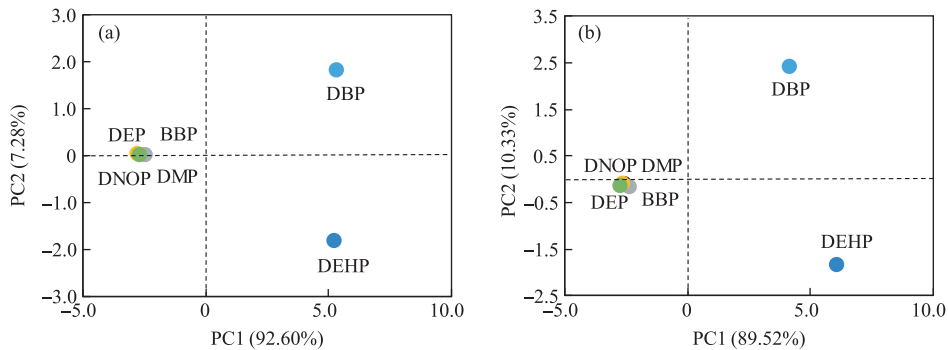 3.0
(a)
2.0
DBP
1.0
DEP BBP
0
DNOP DMP
−1.0
−2.0
DEHP
−3.0
−5.0 0 5.0 10.0
PC1 (92.60%)
PC2 (7.28%)
3.5
(b)
2.5
DBP
1.5
0.5
DNOP DMP
DEP BBP
−0.5
DEHP
−1.5
−2.5
−5.0 0 5.0 10.0
PC1 (89.52%)
PC2 (10.33%)